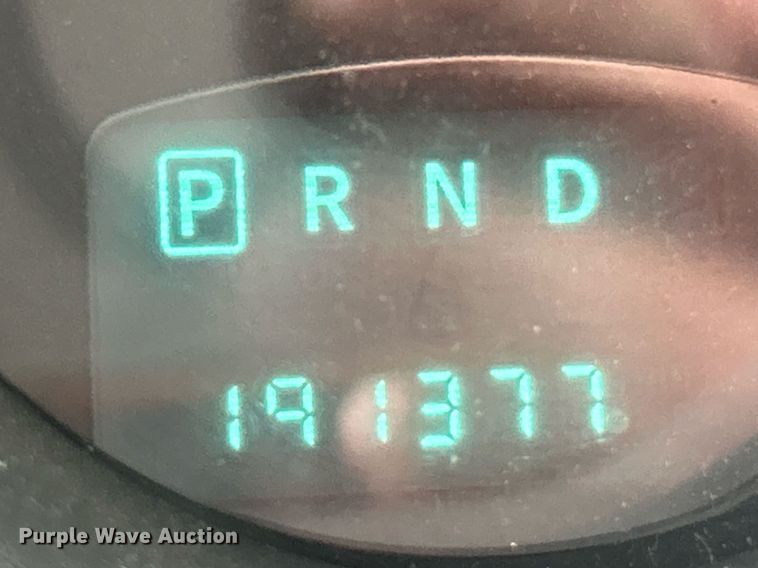 P R N D
191377
Purple Wave Auction